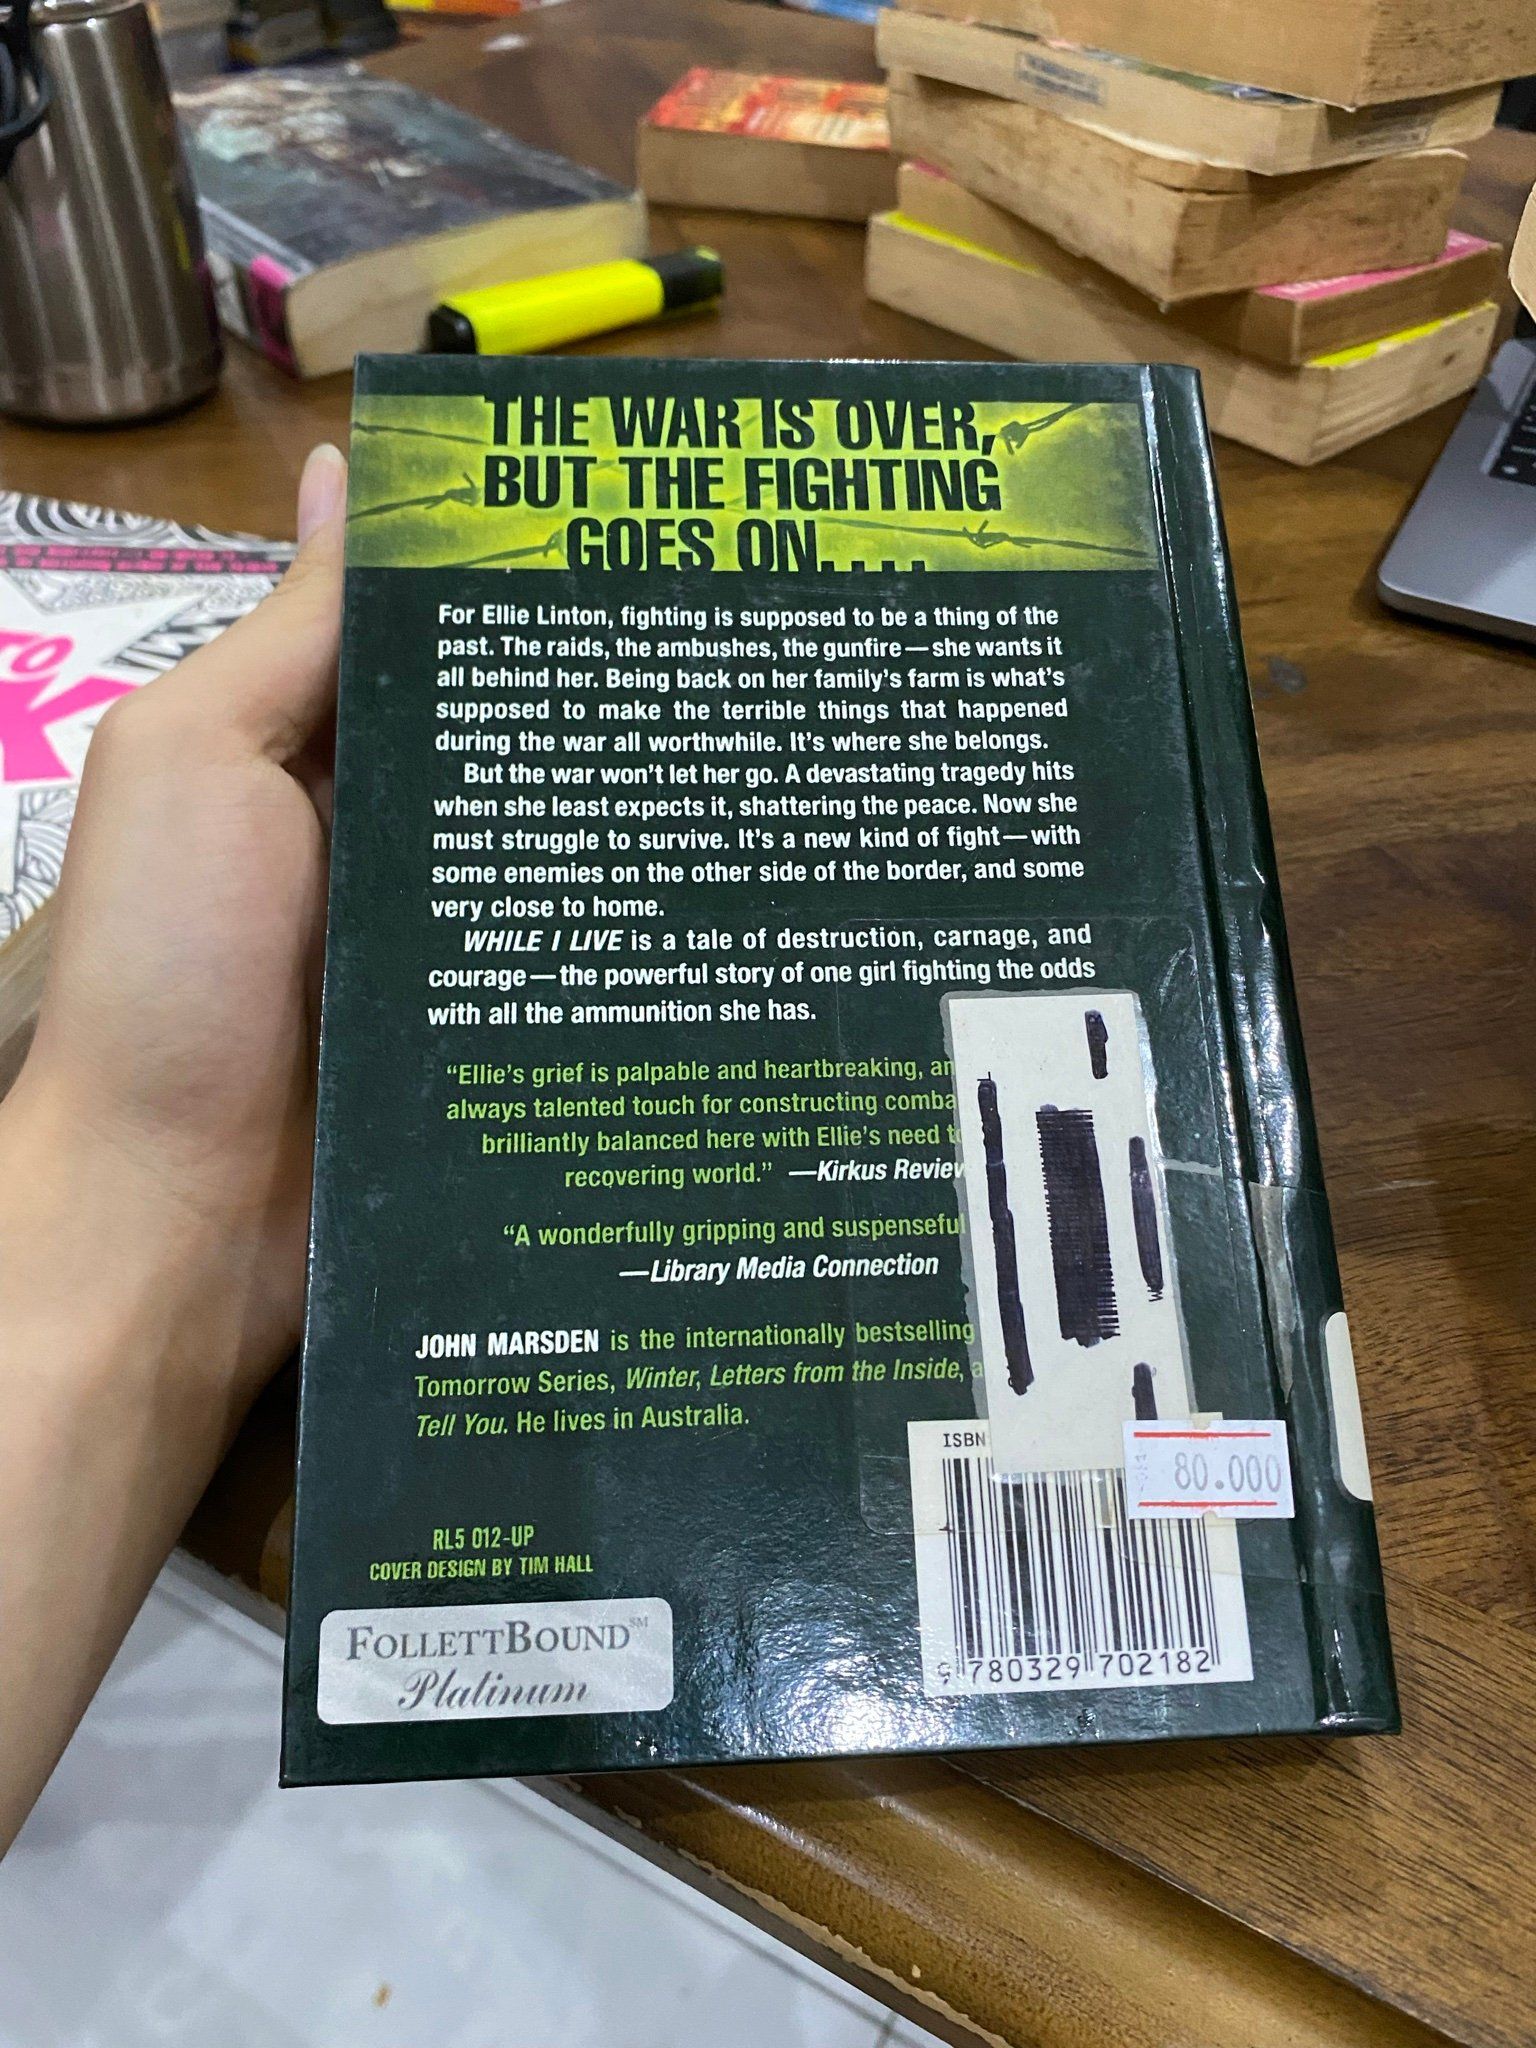 THE WAR IS OVER,
BUT THE FIGHTING
GOES ON....
For Ellie Linton, fighting is supposed to be a thing of the
past. The raids, the ambushes, the gunfire—she wants it
all behind her. Being back on her family's farm is what's
supposed to make the terrible things that happened
during the war all worthwhile. It's where she belongs.
But the war won't let her go. A devastating tragedy hits
when she least expects it, shattering the peace. Now she
must struggle to survive. It's a new kind of fight—with
some enemies on the other side of the border, and some
very close to home.
WHILE I LIVE is a tale of destruction, carnage, and
courage—the powerful story of one girl fighting the odds
with all the ammunition she has.
"Ellie's grief is palpable and heartbreaking,
always talented touch for constructing
brilliantly balanced here with Ellie's need
recovering world." —Kirkus
"A wonderfully gripping and suspenseful
—Library Media Connection
JOHN MARSDEN is the internationally bestselling
Tomorrow Series, Winter, Letters from the Inside,
Tell You. He lives in Australia.
ISBN
80.000
RL5 012-UP
COVER DESIGN BY TIM HALL
FOLLETTBOUND SM
Platinum
9 780329 702182